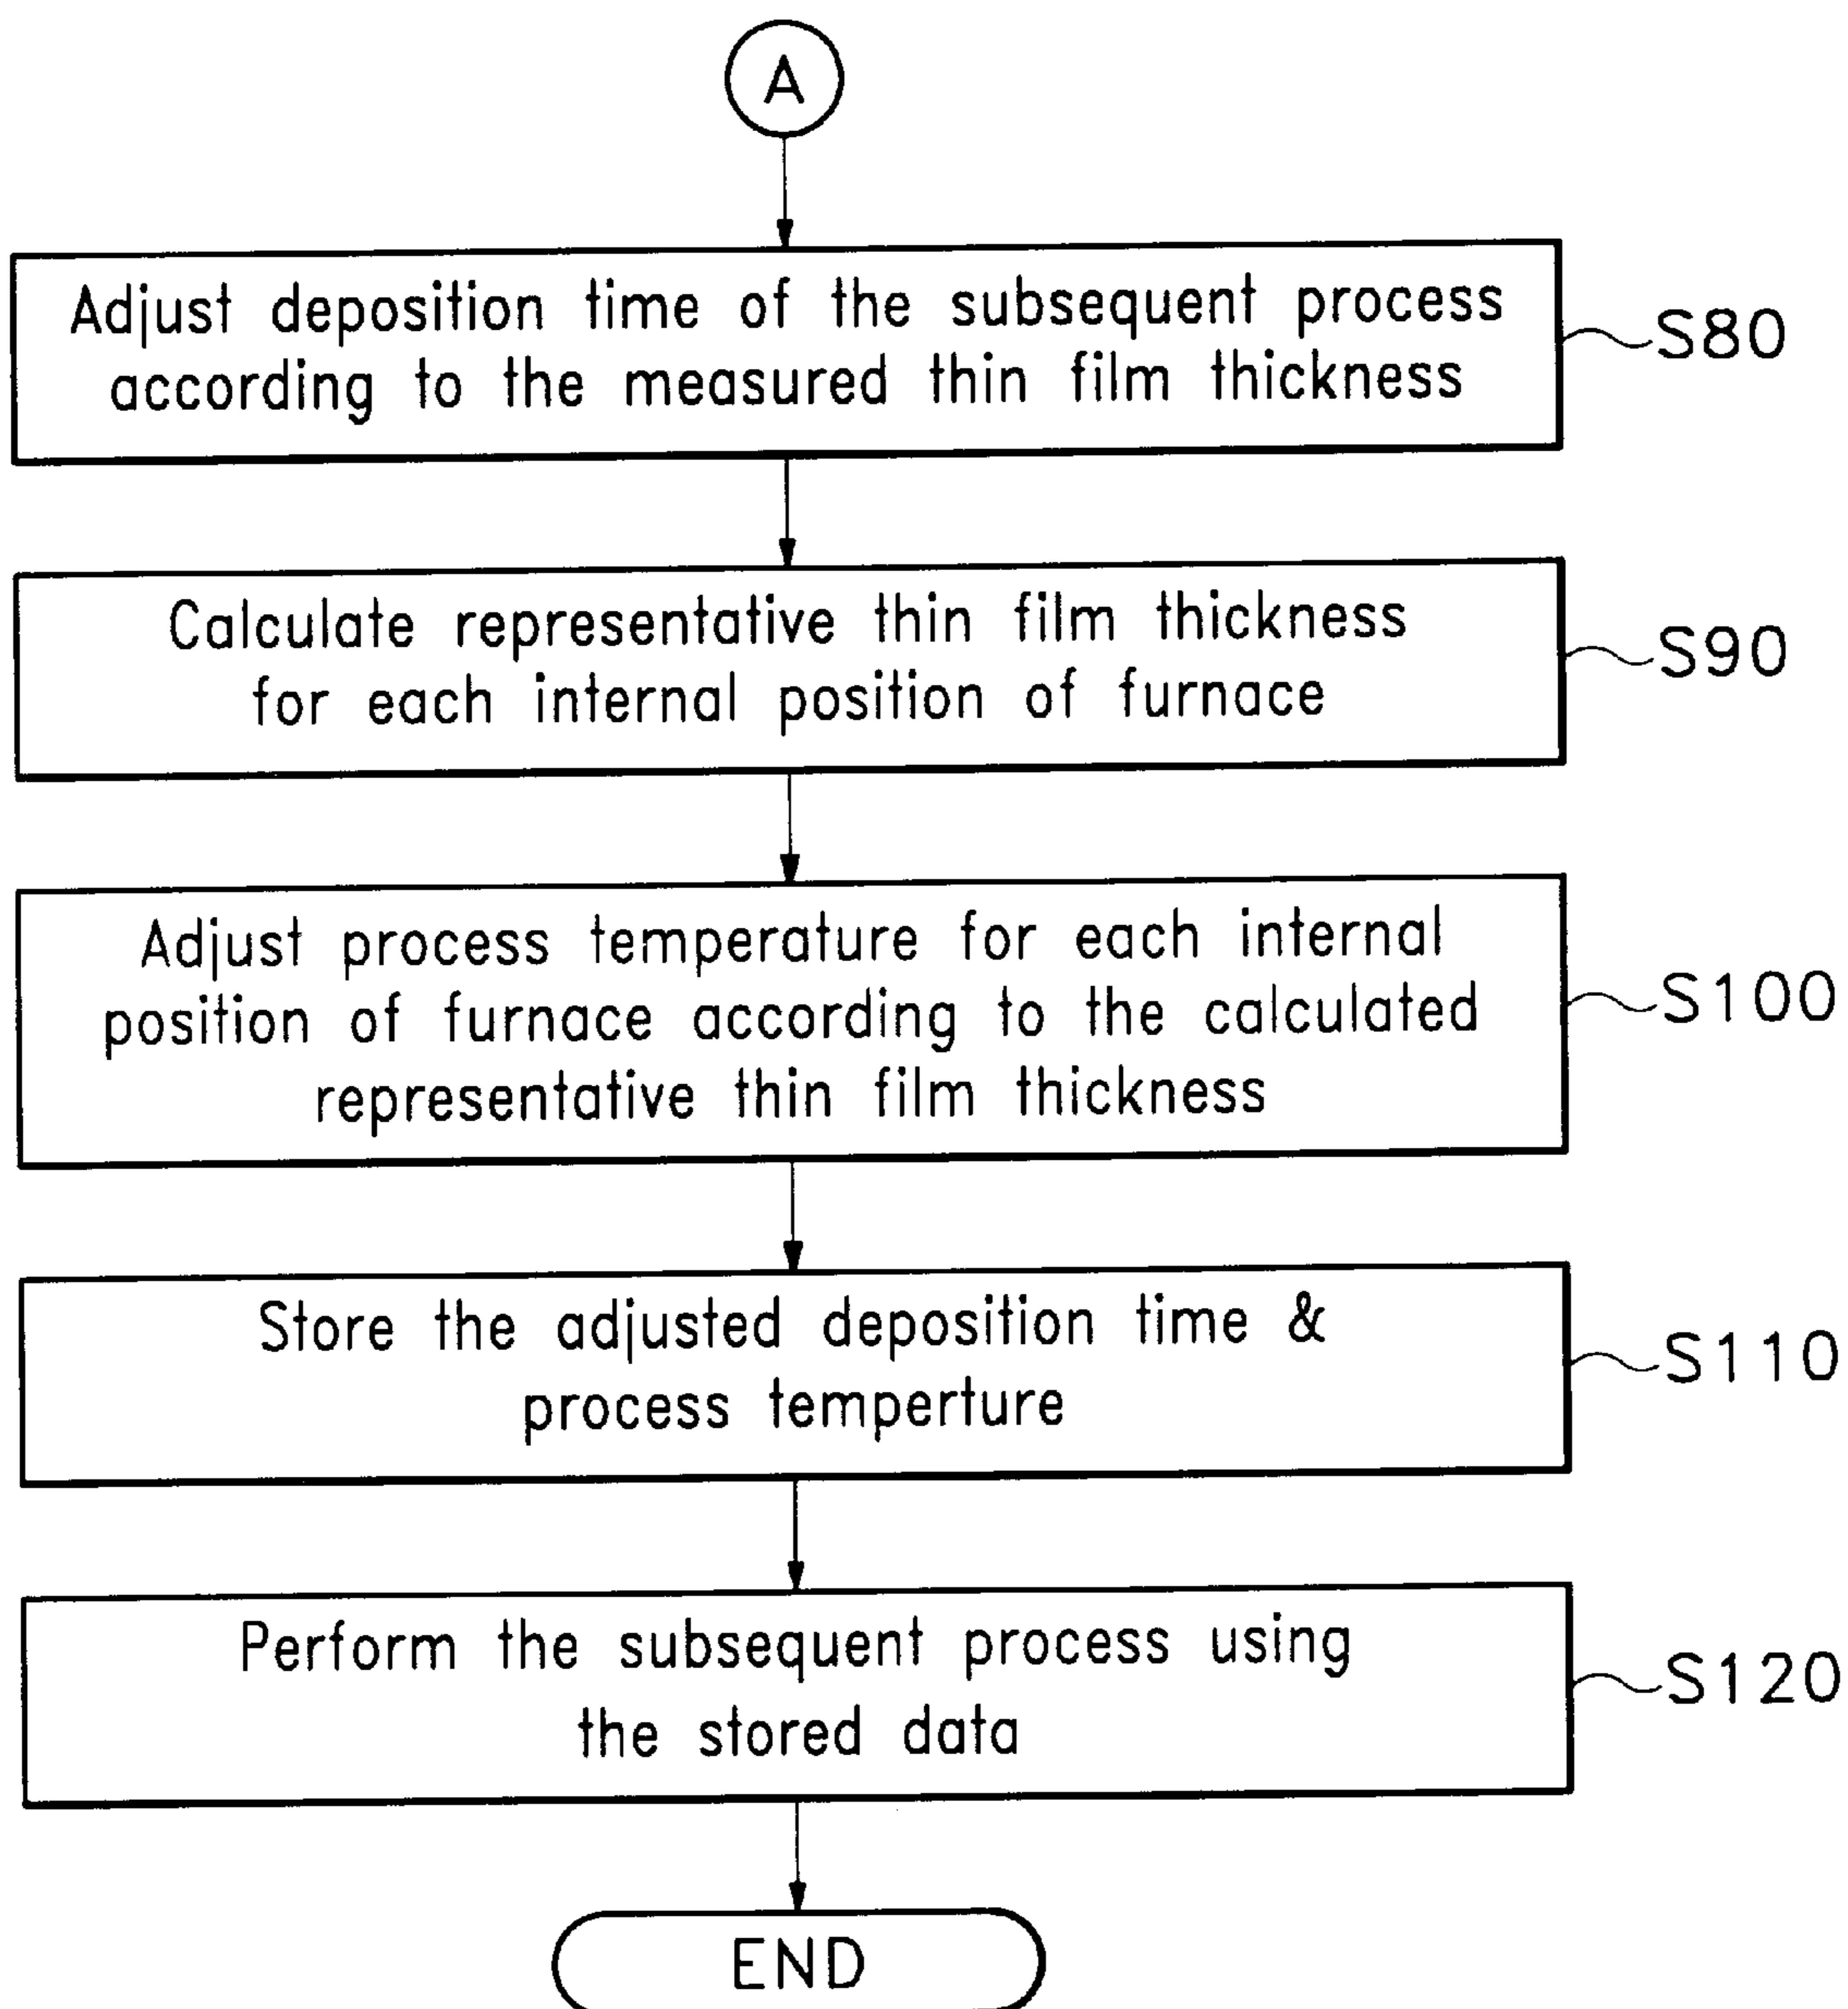 A
Adjust deposition time of the subsequent process
according to the measured thin film thickness
S80
Calculate representative thin film thickness
for each internal position of furnace
S90
Adjust process temperature for each internal
position of furnace according to the calculated
representative thin film thickness
S100
Store the adjusted deposition time &
process temperture
S110
Perform the subsequent process using
the stored data
S120
END